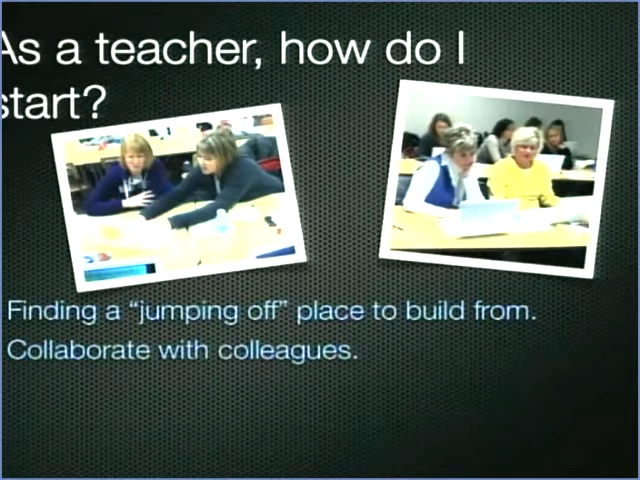 As a teacher, how do I
start?
Finding a “jumping off” place to build from.
Collaborate with colleagues.